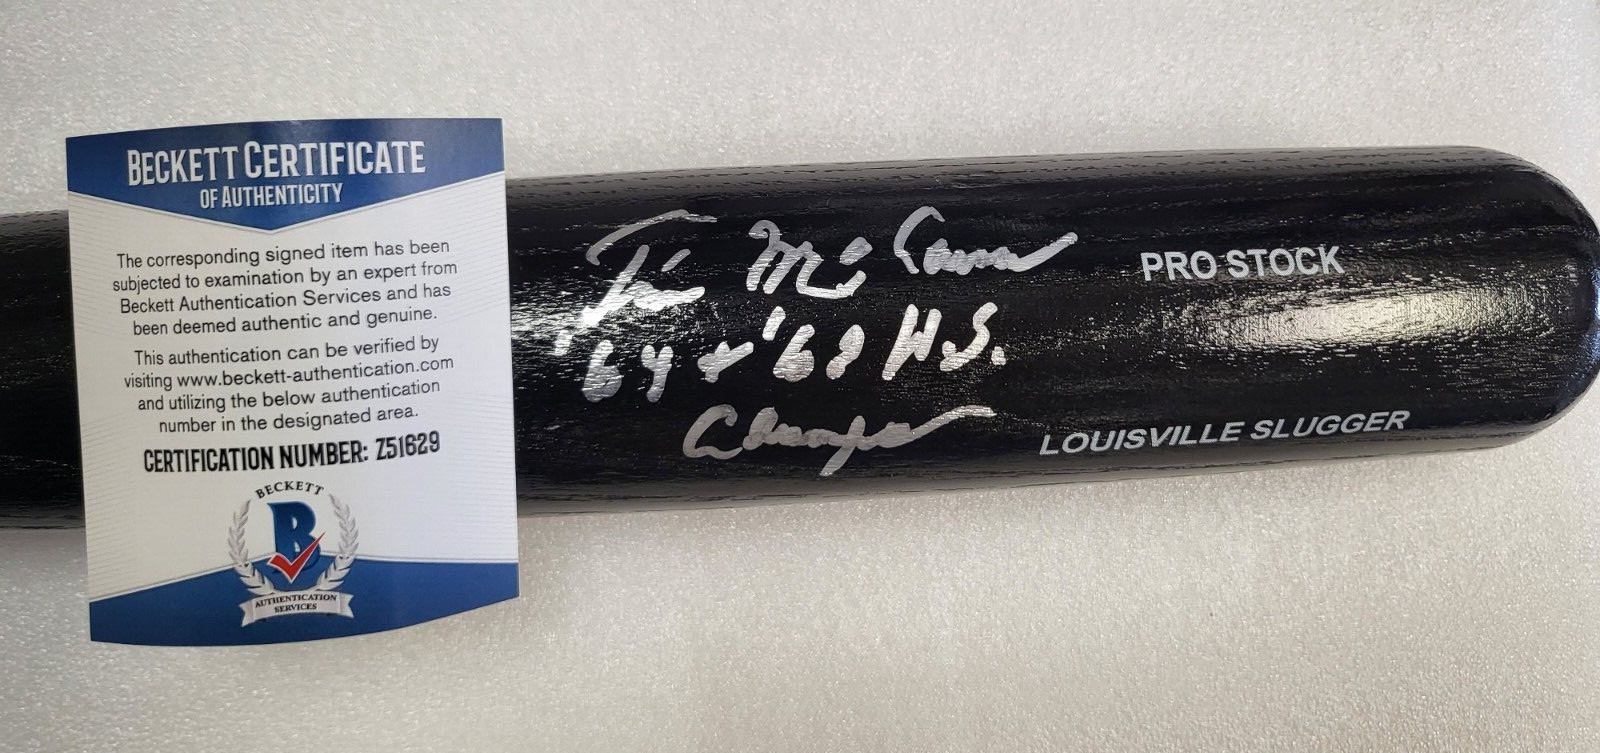 BECKETT CERTIFICATE
OF AUTHENTICITY
The corresponding signed item has been
subjected to examination by an expert from
Beckett Authentication Services and has
been deemed authentic and genuine.
This authentication can be verified by
visiting www.beckett-authentication.com
and utilizing the below authentication
number in the designated area.
CERTIFICATION NUMBER: Z51629
BECKETT
B
AUTHENTICATION
SERVICES
Tim McCarver
'64 + '68 W.S.
Champs
PRO STOCK
LOUISVILLE SLUGGER